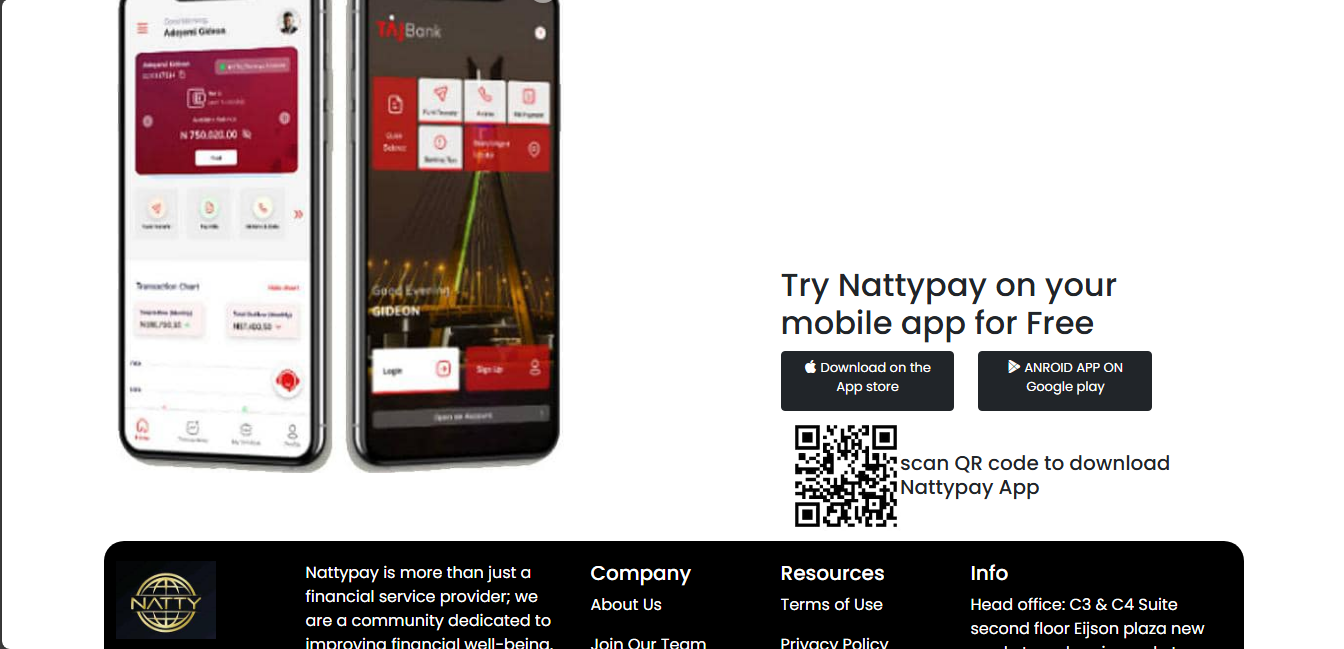 Good Morning,
Adeyemi Gideon
Adeyemi Gideon
Available Balance
N 750,020.00
Transaction Chart
TAJBank
Good Evening
GIDEON
Login
Sign Up
Open an Account
Try Nattypay on your
mobile app for Free
Download on the
App store
ANROID APP ON
Google play
scan QR code to download
Nattypay App
NATTY
Nattypay is more than just a
financial service provider; we
are a community dedicated to
improving financial well-being.
Company
About Us
Join Our Team
Resources
Terms of Use
Privacy Policy
Info
Head office: C3 & C4 Suite
second floor Eijson plaza new